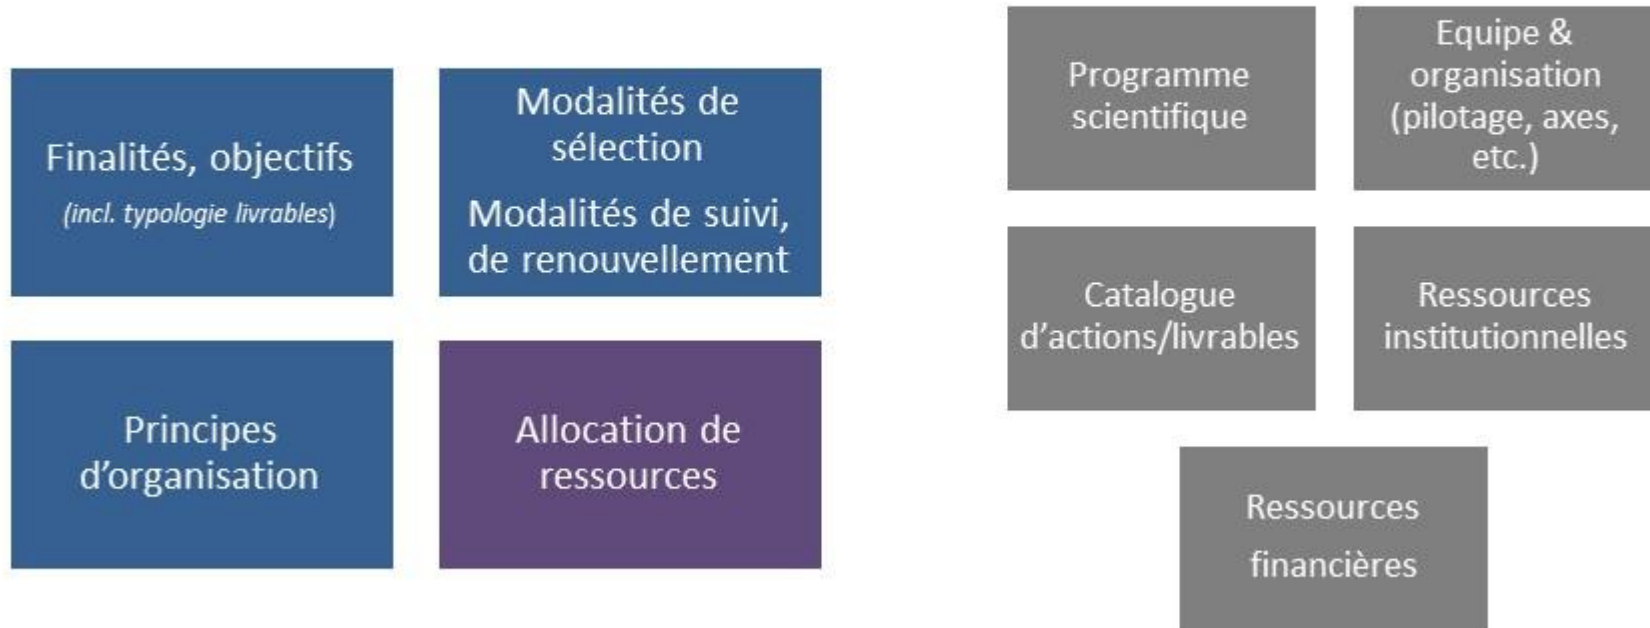 Finalités, objectifs
(incl. typologie livrables)
Modalités de
sélection
Modalités de suivi,
de renouvellement
Principes
d'organisation
Allocation de
ressources
Programme
scientifique
Equipe &
organisation
(pilotage, axes,
etc.)
Catalogue
d'actions/livrables
Ressources
institutionnelles
Ressources
financières